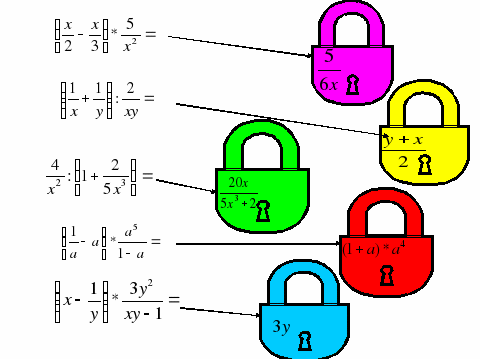 (x/2 − x/3) * 5/x² =
5/6x
(1/x + 1/y) : 2/xy =
y + x/2
4/x² : (1 + 2/5x³) =
20x/5x³ + 2
(1/a − a) * a⁵/1 − a =
(1 + a) * a⁴
(x − 1/y) * 3y²/xy − 1 =
3y